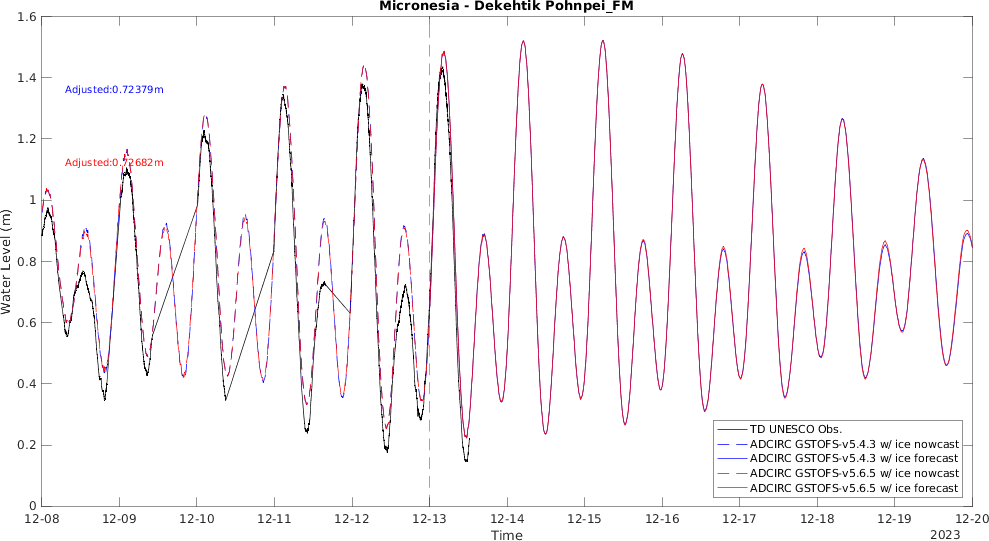 Micronesia - Dekehtik Pohnpei_FM
1.6
1.4
1.2
1
0.8
0.6
0.4
0.2
0
Water Level (m)
Adjusted:0.72379m
Adjusted:0.72682m
TD UNESCO Obs.
ADCIRC GSTOFS-v5.4.3 w/ ice nowcast
ADCIRC GSTOFS-v5.4.3 w/ ice forecast
ADCIRC GSTOFS-v5.6.5 w/ ice nowcast
ADCIRC GSTOFS-v5.6.5 w/ ice forecast
12-08 12-09 12-10 12-11 12-12 12-13 12-14 12-15 12-16 12-17 12-18 12-19 12-20
Time
2023